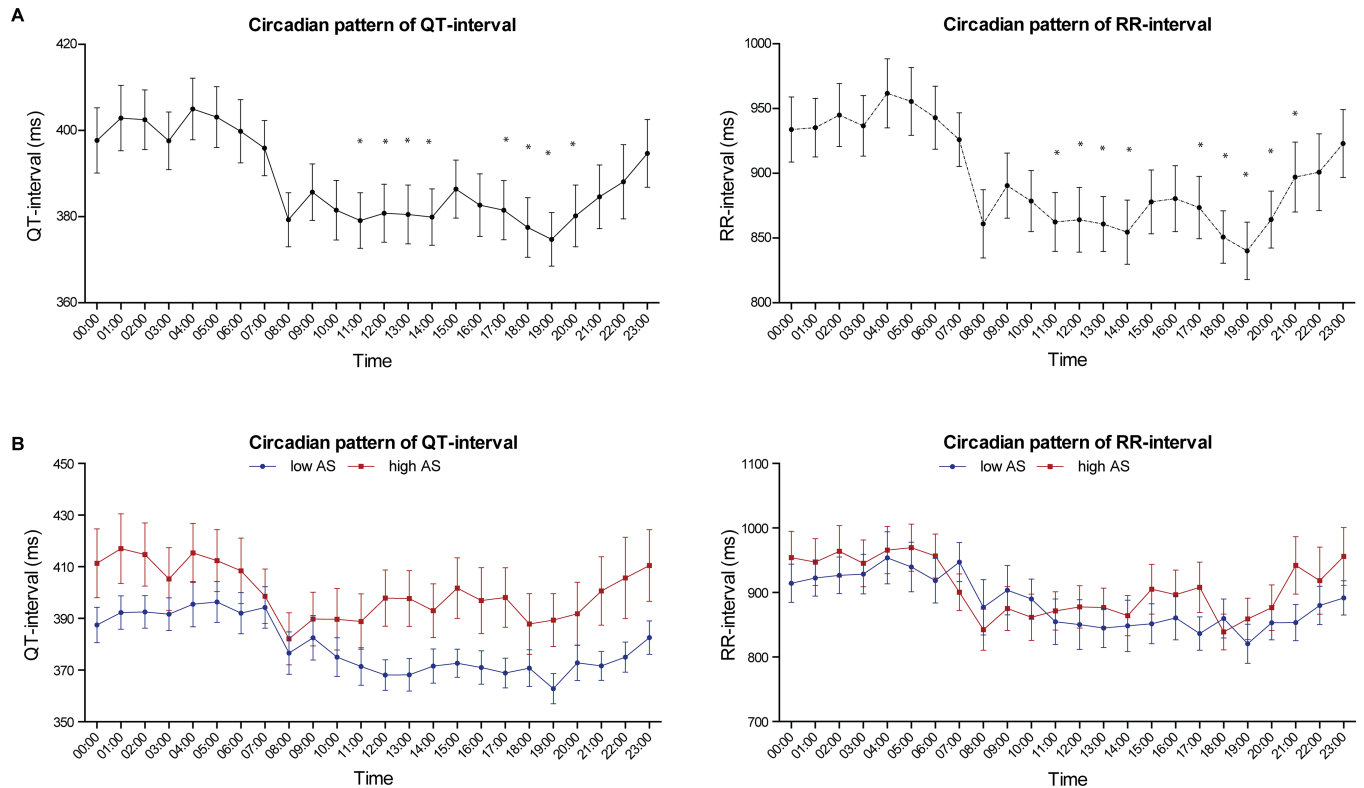 A
Circadian pattern of QT-interval
420
400
380
360
QT-interval (ms)
* * * * * * * *
00:00 01:00 02:00 03:00 04:00 05:00 06:00 07:00 08:00 09:00 10:00 11:00 12:00 13:00 14:00 15:00 16:00 17:00 18:00 19:00 20:00 21:00 22:00 23:00
Time
Circadian pattern of RR-interval
1000
950
900
850
800
RR-interval (ms)
* * * * * * * * *
00:00 01:00 02:00 03:00 04:00 05:00 06:00 07:00 08:00 09:00 10:00 11:00 12:00 13:00 14:00 15:00 16:00 17:00 18:00 19:00 20:00 21:00 22:00 23:00
Time
B
Circadian pattern of QT-interval
low AS high AS
450
430
410
390
370
350
QT-interval (ms)
00:00 01:00 02:00 03:00 04:00 05:00 06:00 07:00 08:00 09:00 10:00 11:00 12:00 13:00 14:00 15:00 16:00 17:00 18:00 19:00 20:00 21:00 22:00 23:00
Time
Circadian pattern of RR-interval
low AS high AS
1100
1000
900
800
700
RR-interval (ms)
00:00 01:00 02:00 03:00 04:00 05:00 06:00 07:00 08:00 09:00 10:00 11:00 12:00 13:00 14:00 15:00 16:00 17:00 18:00 19:00 20:00 21:00 22:00 23:00
Time